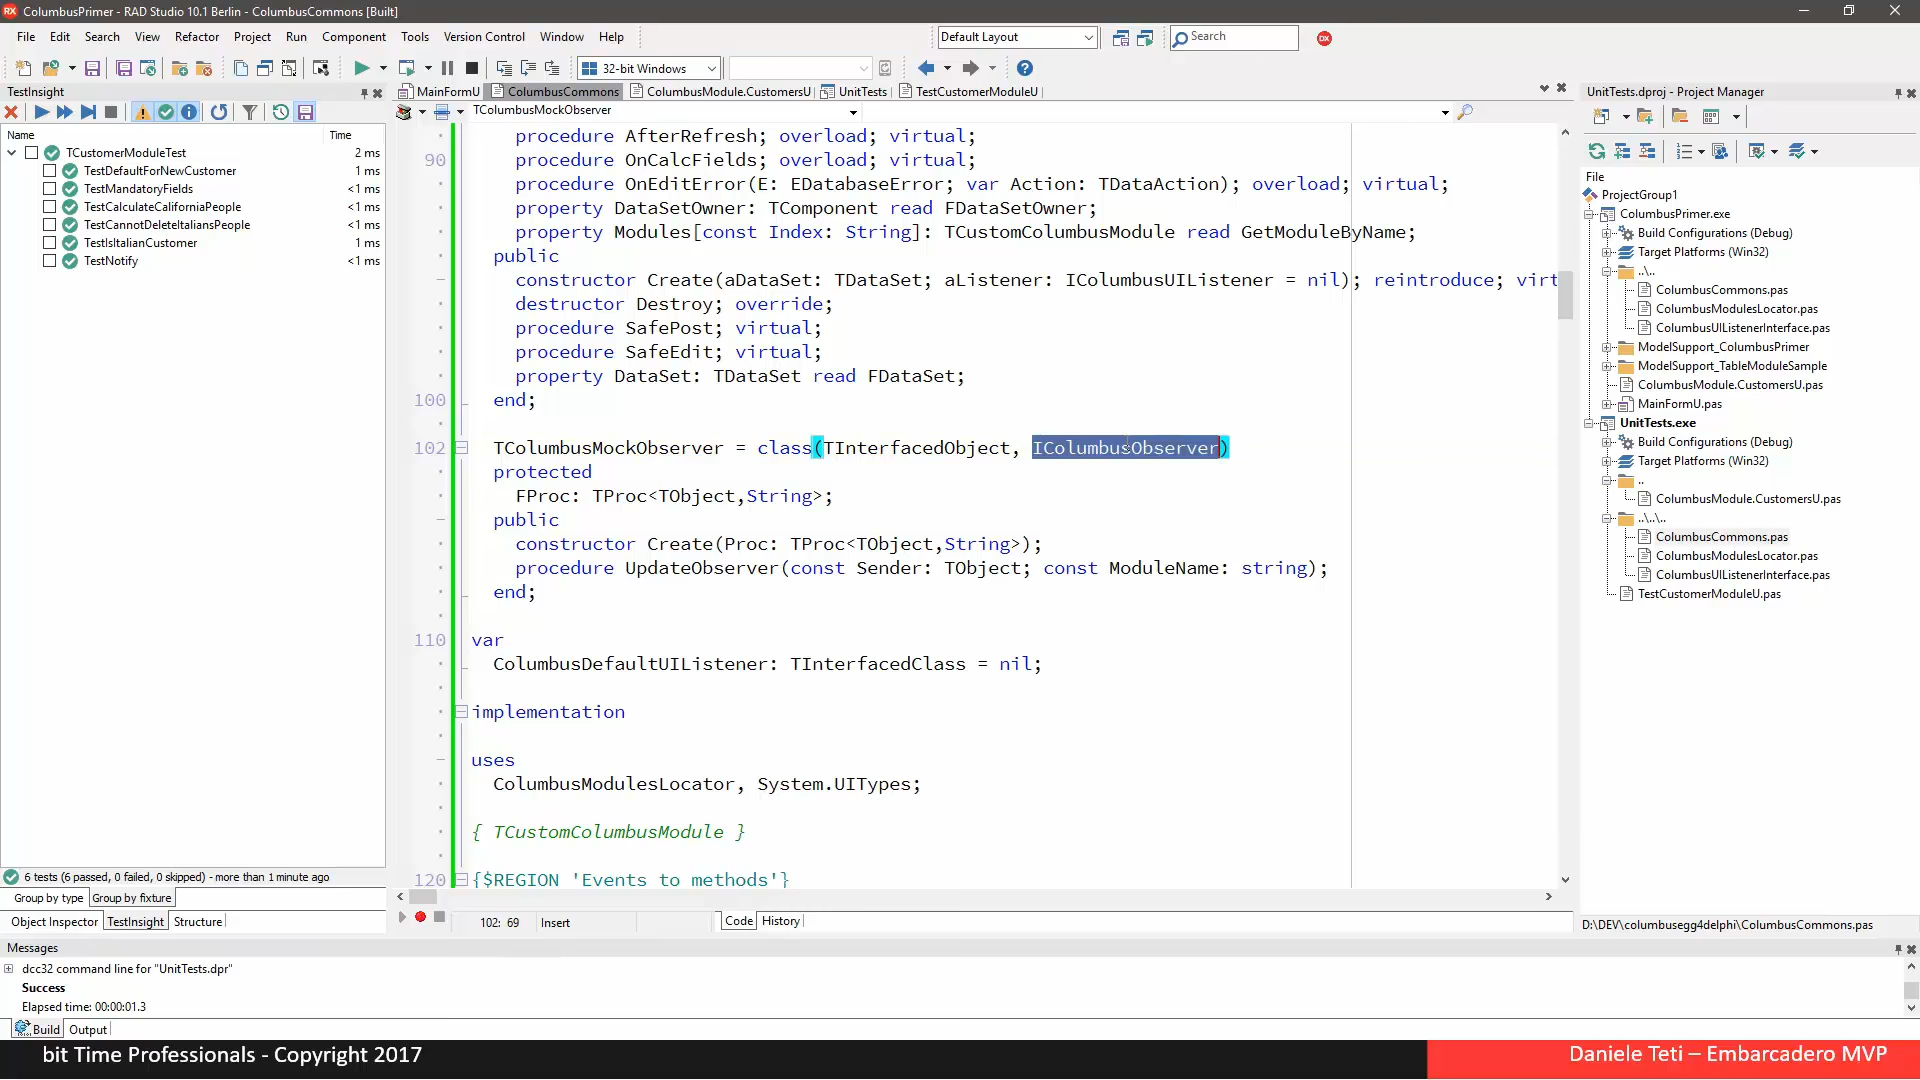 ColumbusPrimer - RAD Studio 10.1 Berlin - ColumbusCommons [Built]
File Edit Search View Refactor Project Run Component Tools Version Control Window Help
Default Layout
Search
32-bit Windows
TestInsight
Name Time
TCustomerModuleTest 2 ms
TestDefaultForNewCustomer 1 ms
TestMandatoryFields <1 ms
TestCalculateCaliforniaPeople <1 ms
TestCannotDeleteItaliansPeople <1 ms
TestIsItalianCustomer 1 ms
TestNotify <1 ms
6 tests (6 passed, 0 failed, 0 skipped) - more than 1 minute ago
Group by type Group by fixture
Object Inspector TestInsight Structure
MainFormU ColumbusCommons ColumbusModule.CustomersU UnitTests TestCustomerModuleU
TColumbusMockObserver
procedure AfterRefresh; overload; virtual;
90 procedure OnCalcFields; overload; virtual;
procedure OnEditError(E: EDatabaseError; var Action: TDataAction); overload; virtual;
property DataSetOwner: TComponent read FDataSetOwner;
property Modules[const Index: String]: TCustomColumbusModule read GetModuleByName;
public
constructor Create(aDataSet: TDataSet; aListener: IColumbusUIListener = nil); reintroduce; virt
destructor Destroy; override;
procedure SafePost; virtual;
procedure SafeEdit; virtual;
property DataSet: TDataSet read FDataSet;
100 end;
102 TColumbusMockObserver = class(TInterfacedObject, IColumbusObserver)
protected
FProc: TProc<TObject,String>;
public
constructor Create(Proc: TProc<TObject,String>);
procedure UpdateObserver(const Sender: TObject; const ModuleName: string);
end;
110 var
ColumbusDefaultUIListener: TInterfacedClass = nil;
implementation
uses
ColumbusModulesLocator, System.UITypes;
{ TCustomColumbusModule }
120 {$REGION 'Events to methods'}
102: 69 Insert
Code History
UnitTests.dproj - Project Manager
File
ProjectGroup1
ColumbusPrimer.exe
Build Configurations (Debug)
Target Platforms (Win32)
..\..
ColumbusCommons.pas
ColumbusModulesLocator.pas
ColumbusUIListenerInterface.pas
ModelSupport_ColumbusPrimer
ModelSupport_TableModuleSample
ColumbusModule.CustomersU.pas
MainFormU.pas
UnitTests.exe
Build Configurations (Debug)
Target Platforms (Win32)
..
ColumbusModule.CustomersU.pas
..\..\..
ColumbusCommons.pas
ColumbusModulesLocator.pas
ColumbusUIListenerInterface.pas
TestCustomerModuleU.pas
D:\DEV\columbusegg4delphi\ColumbusCommons.pas
Messages
dcc32 command line for "UnitTests.dpr"
Success
Elapsed time: 00:00:01.3
Build Output
bit Time Professionals - Copyright 2017
Daniele Teti – Embarcadero MVP